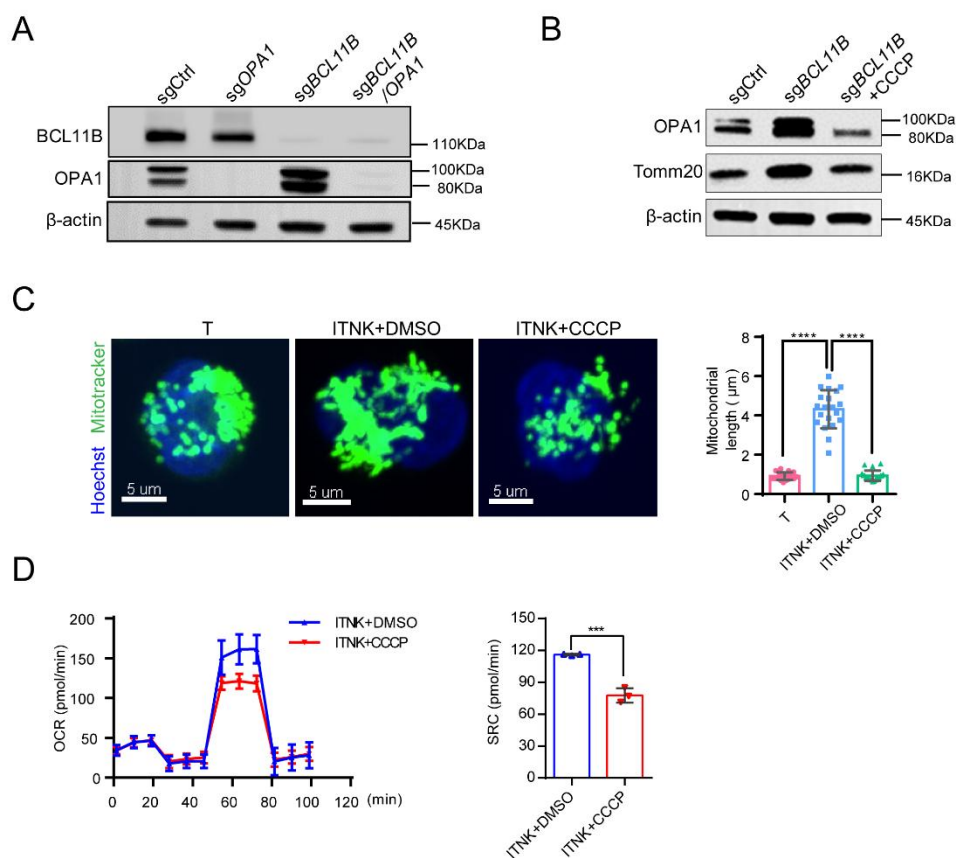 A
sgCtrl
sgOPA1
sgBCL11B
sgBCL11B
/OPA1
BCL11B
110KDa
OPA1
100KDa
80KDa
β-actin
45KDa
B
sgCtrl
sgBCL11B
sgBCL11B
+CCCP
OPA1
100KDa
80KDa
Tomm20
16KDa
β-actin
45KDa
C
Hoechst Mitotracker
T
ITNK+DMSO
ITNK+CCCP
5 um
5 um
5 um
Mitochondrial
length ( μm)
8
6
4
2
0
****
****
T
ITNK+DMSO
ITNK+CCCP
D
OCR (pmol/min)
200
150
100
50
0
0 20 40 60 80 100 120 (min)
ITNK+DMSO
ITNK+CCCP
SRC (pmol/min)
150
120
90
60
30
0
***
ITNK+DMSO
ITNK+CCCP